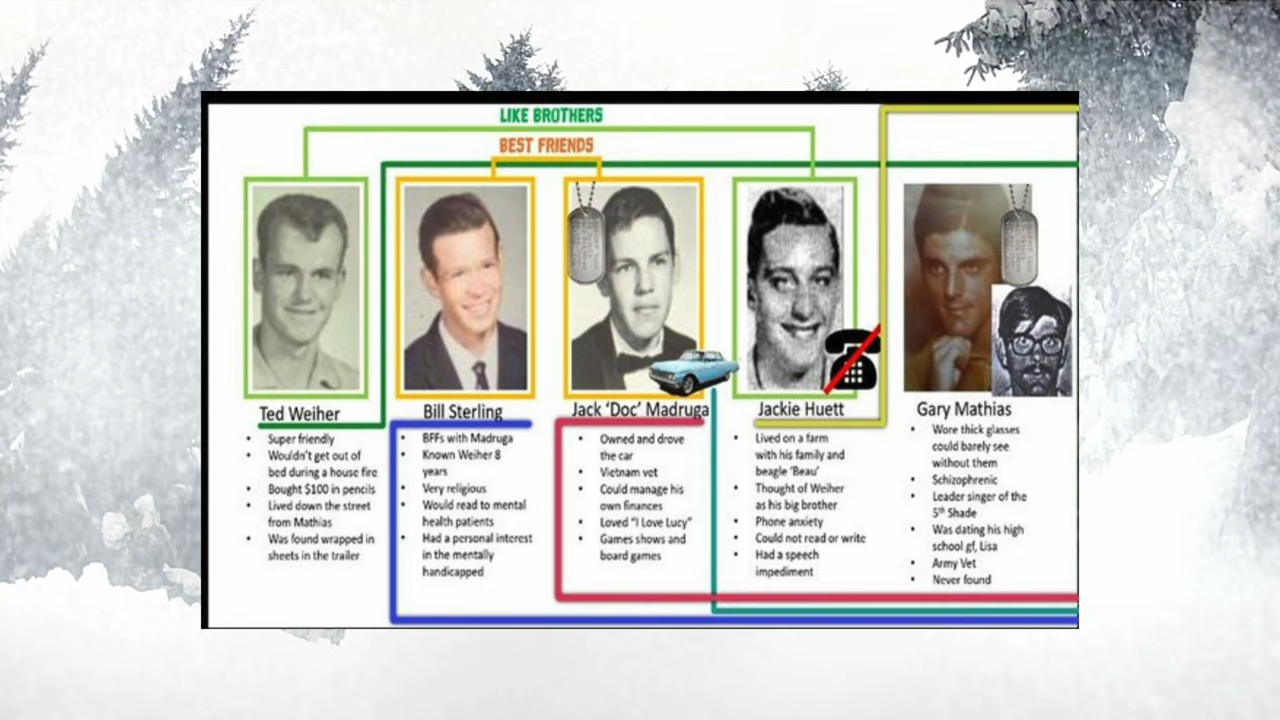 LIKE BROTHERS
BEST FRIENDS
Ted Weiher
• Super friendly
• Wouldn't get out of
bed during a house fire
• Bought $100 in pencils
• Lived down the street
from Mathias
• Was found wrapped in
sheets in the trailer
Bill Sterling
• BFFs with Madruga
• Known Weiher 8
years
• Very religious
• Would read to mental
health patients
• Had a personal interest
in the mentally
handicapped
Jack 'Doc' Madruga
• Owned and drove
the car
• Vietnam vet
• Could manage his
own finances
• Loved "I Love Lucy"
• Games shows and
board games
Jackie Huett
• Lived on a farm
with his family and
beagle 'Beau'
• Thought of Weiher
as his big brother
• Phone anxiety
• Could not read or write
• Had a speech
impediment
Gary Mathias
• Wore thick glasses
could barely see
without them
• Schizophrenic
• Leader singer of the
5th Shade
• Was dating his high
school gf, Lisa
• Army Vet
• Never found